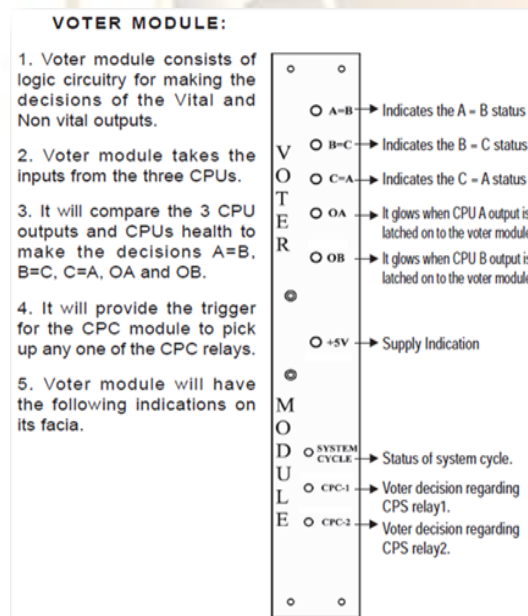 VOTER MODULE:
1. Voter module consists of
logic circuitry for making the
decisions of the Vital and
Non vital outputs.
2. Voter module takes the
inputs from the three CPUs.
3. It will compare the 3 CPU
outputs and CPUs health to
make the decisions A=B,
B=C, C=A, OA and OB.
4. It will provide the trigger
for the CPC module to pick
up any one of the CPC relays.
5. Voter module will have
the following indications on
its facia.
VOTER
MODULE
A=B Indicates the A = B status
B=C Indicates the B = C status
C=A Indicates the C = A status
OA It glows when CPU A output is
latched on to the voter module
OB It glows when CPU B output is
latched on to the voter module
+5V Supply Indication
SYSTEM
CYCLE Status of system cycle.
CPC-1 Voter decision regarding
CPS relay1.
CPC-2 Voter decision regarding
CPS relay2.